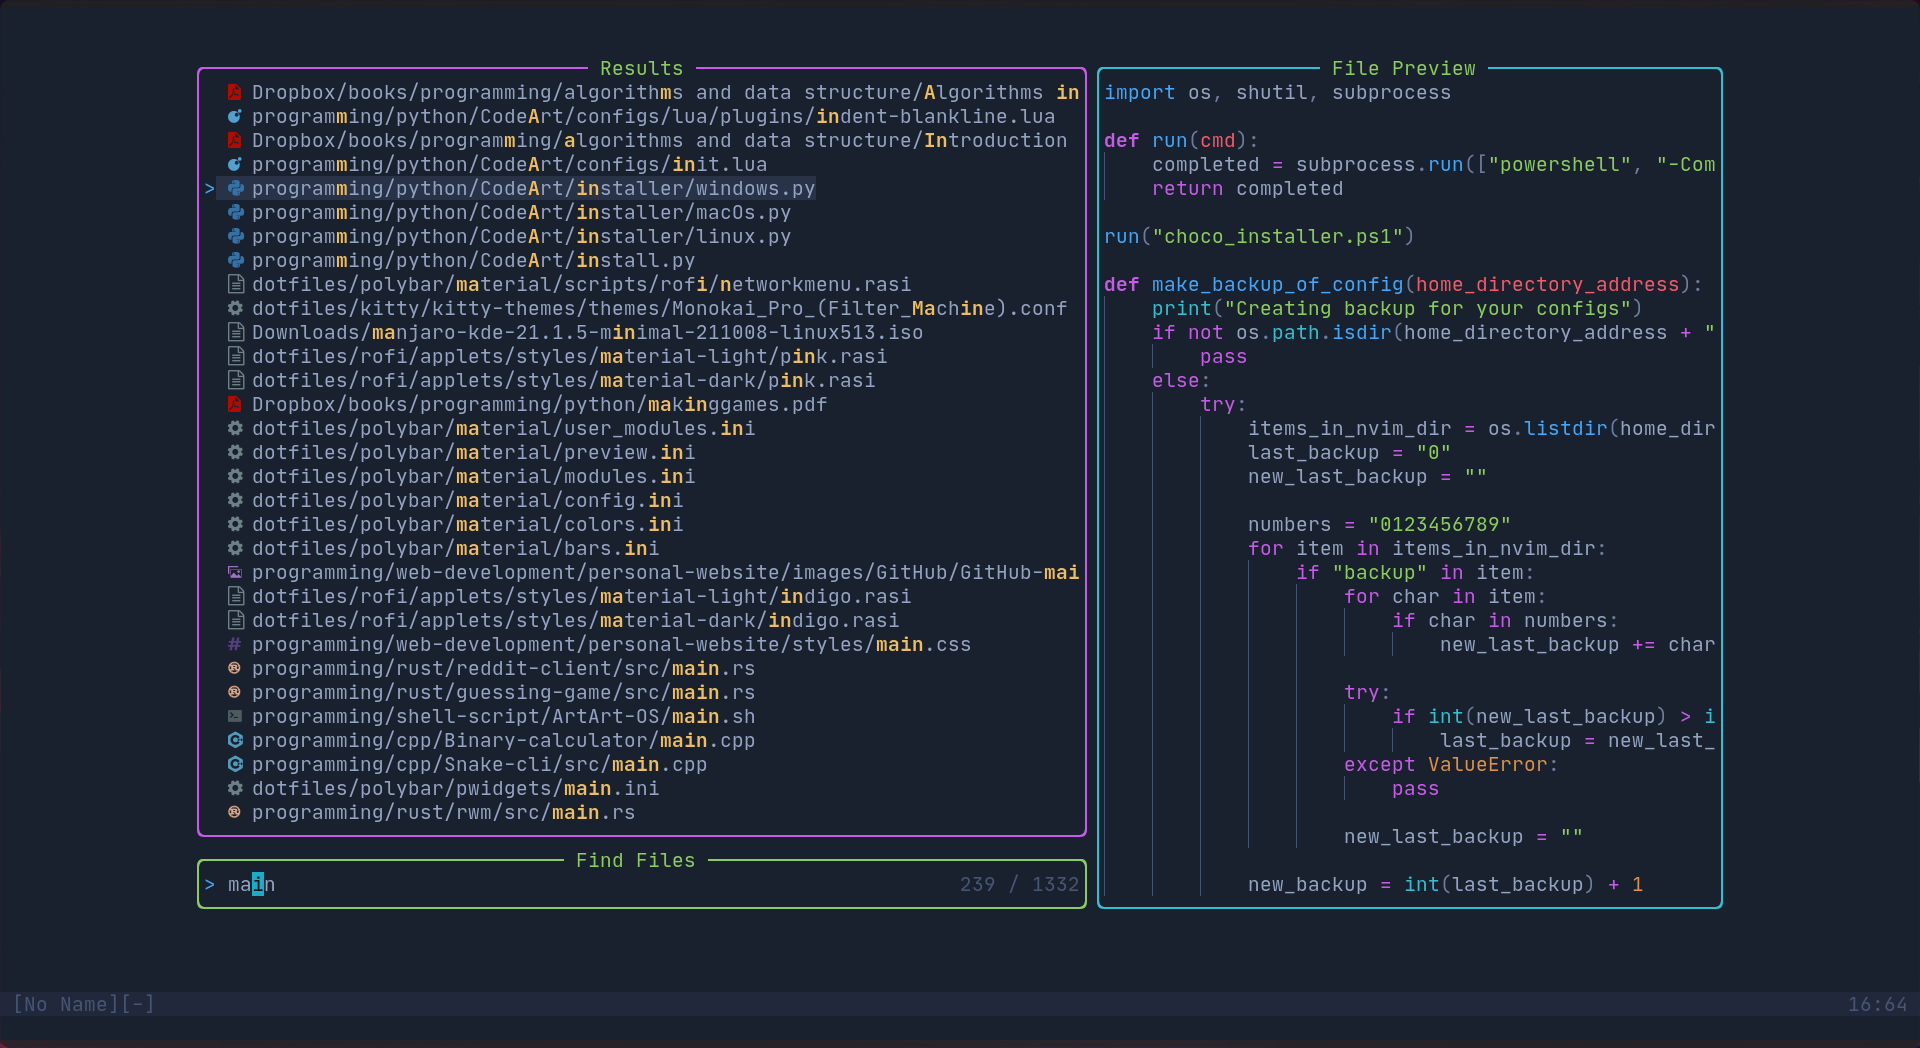 Results
Dropbox/books/programming/algorithms and data structure/Algorithms in
programming/python/CodeArt/configs/lua/plugins/indent-blankline.lua
Dropbox/books/programming/algorithms and data structure/Introduction
programming/python/CodeArt/configs/init.lua
> programming/python/CodeArt/installer/windows.py
programming/python/CodeArt/installer/macOs.py
programming/python/CodeArt/installer/linux.py
programming/python/CodeArt/install.py
dotfiles/polybar/material/scripts/rofi/networkmenu.rasi
dotfiles/kitty/kitty-themes/themes/Monokai_Pro_(Filter_Machine).conf
Downloads/manjaro-kde-21.1.5-minimal-211008-linux513.iso
dotfiles/rofi/applets/styles/material-light/pink.rasi
dotfiles/rofi/applets/styles/material-dark/pink.rasi
Dropbox/books/programming/python/makinggames.pdf
dotfiles/polybar/material/user_modules.ini
dotfiles/polybar/material/preview.ini
dotfiles/polybar/material/modules.ini
dotfiles/polybar/material/config.ini
dotfiles/polybar/material/colors.ini
dotfiles/polybar/material/bars.ini
programming/web-development/personal-website/images/GitHub/GitHub-mai
dotfiles/rofi/applets/styles/material-light/indigo.rasi
dotfiles/rofi/applets/styles/material-dark/indigo.rasi
programming/web-development/personal-website/styles/main.css
programming/rust/reddit-client/src/main.rs
programming/rust/guessing-game/src/main.rs
programming/shell-script/ArtArt-OS/main.sh
programming/cpp/Binary-calculator/main.cpp
programming/cpp/Snake-cli/src/main.cpp
dotfiles/polybar/pwidgets/main.ini
programming/rust/rwm/src/main.rs
Find Files
> main 239 / 1332
File Preview
import os, shutil, subprocess
def run(cmd):
completed = subprocess.run(["powershell", "-Com
return completed
run("choco_installer.ps1")
def make_backup_of_config(home_directory_address):
print("Creating backup for your configs")
if not os.path.isdir(home_directory_address + "
pass
else:
try:
items_in_nvim_dir = os.listdir(home_dir
last_backup = "0"
new_last_backup = ""
numbers = "0123456789"
for item in items_in_nvim_dir:
if "backup" in item:
for char in item:
if char in numbers:
new_last_backup += char
try:
if int(new_last_backup) > i
last_backup = new_last_
except ValueError:
pass
new_last_backup = ""
new_backup = int(last_backup) + 1
[No Name][-] 16:64